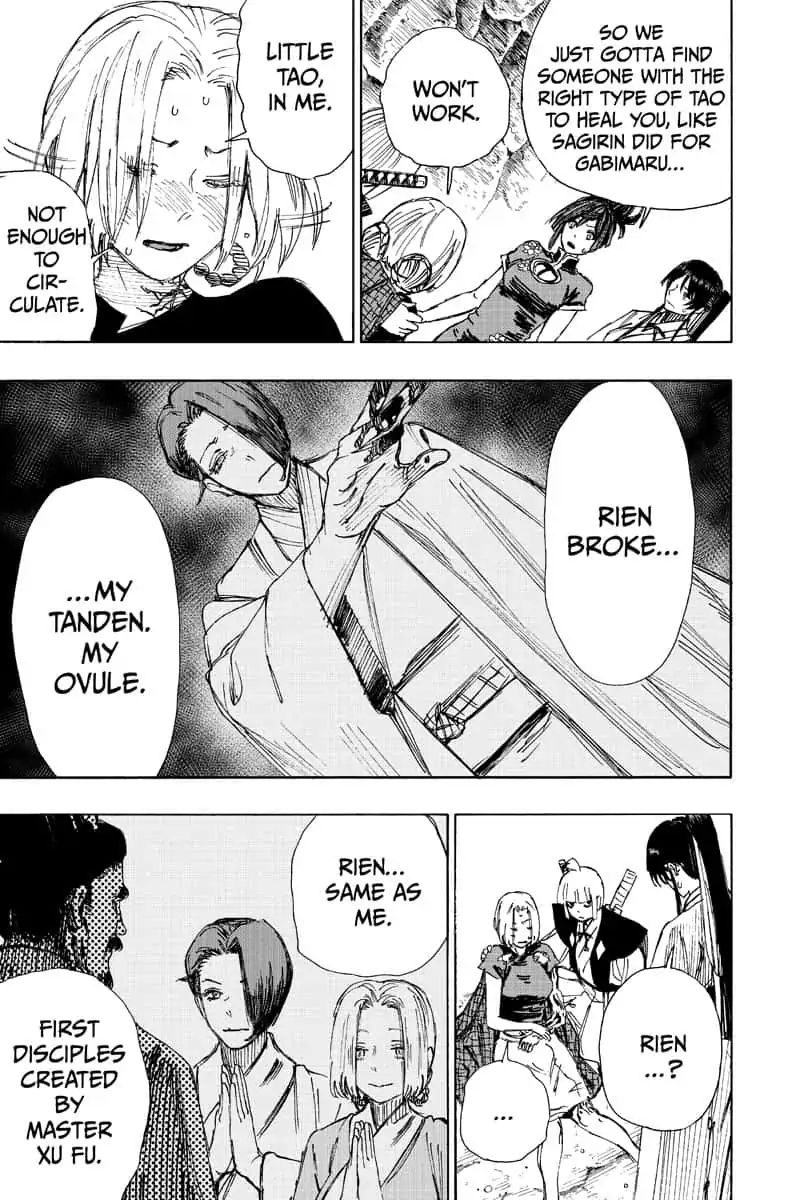 SO WE
JUST GOTTA FIND
SOMEONE WITH THE
RIGHT TYPE OF TAO
TO HEAL YOU, LIKE
SAGIRIN DID FOR
GABIMARU...
WON'T
WORK.
LITTLE
TAO,
IN ME.
NOT
ENOUGH
TO
CIR-
CULATE.
RIEN
BROKE...
...MY
TANDEN.
MY
OVULE.
RIEN
...?
...
RIEN...
SAME AS
ME.
FIRST
DISCIPLES
CREATED
BY
MASTER
XU FU.